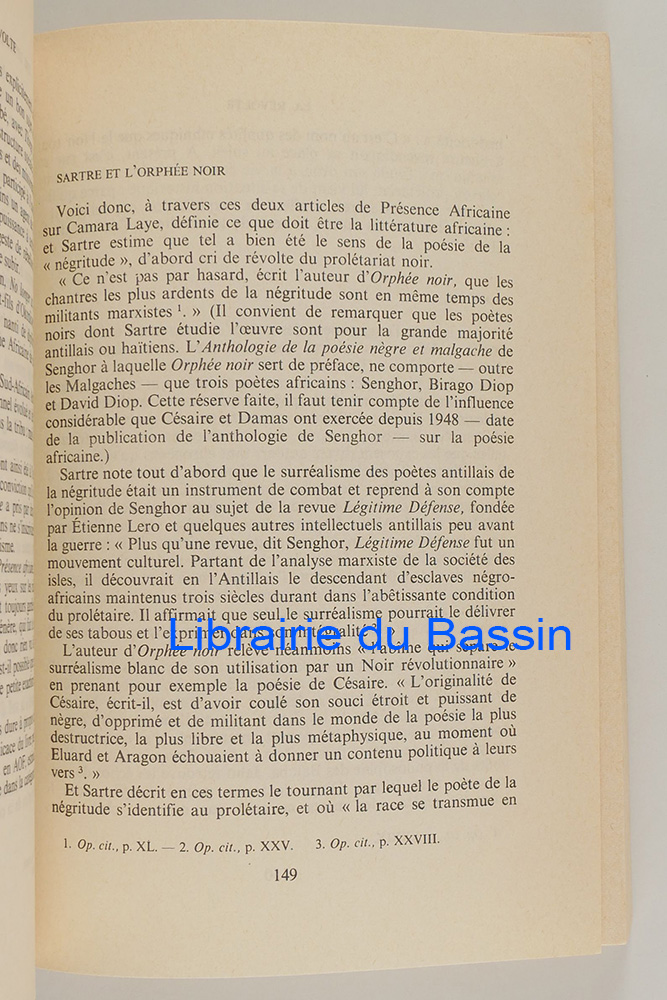 SARTRE ET L'ORPHÉE NOIR
Voici donc, à travers ces deux articles de Présence Africaine
sur Camara Laye, définie ce que doit être la littérature africaine :
et Sartre estime que tel a bien été le sens de la poésie de la
« négritude », d'abord cri de révolte du prolétariat noir.
« Ce n'est pas par hasard, écrit l'auteur d'Orphée noir, que les
chantres les plus ardents de la négritude sont en même temps des
militants marxistes 1. » (Il convient de remarquer que les poètes
noirs dont Sartre étudie l'œuvre sont pour la grande majorité
antillais ou haïtiens. L'Anthologie de la poésie nègre et malgache de
Senghor à laquelle Orphée noir sert de préface, ne comporte — outre
les Malgaches — que trois poètes africains : Senghor, Birago Diop
et David Diop. Cette réserve faite, il faut tenir compte de l'influence
considérable que Césaire et Damas ont exercée depuis 1948 — date
de la publication de l'anthologie de Senghor — sur la poésie
africaine.)
Sartre note tout d'abord que le surréalisme des poètes antillais de
la négritude était un instrument de combat et reprend à son compte
l'opinion de Senghor au sujet de la revue Légitime Défense, fondée
par Étienne Lero et quelques autres intellectuels antillais peu avant
la guerre : « Plus qu'une revue, dit Senghor, Légitime Défense fut un
mouvement culturel. Partant de l'analyse marxiste de la société des
isles, il découvrait en l'Antillais le descendant d'esclaves négro-
africains maintenus trois siècles durant dans l'abêtissante condition
du prolétaire. Il affirmait que seul le surréalisme pourrait le délivrer
de ses tabous et l'exprimer dans son intégralité 2.
Librairie du Bassin
L'auteur d'Orphée noir relève néanmoins « l'abîme qui sépare le
surréalisme blanc de son utilisation par un Noir révolutionnaire »
en prenant pour exemple la poésie de Césaire. « L'originalité de
Césaire, écrit-il, est d'avoir coulé son souci étroit et puissant de
nègre, d'opprimé et de militant dans le monde de la poésie la plus
destructrice, la plus libre et la plus métaphysique, au moment où
Eluard et Aragon échouaient à donner un contenu politique à leurs
vers 3. »
Et Sartre décrit en ces termes le tournant par lequel le poète de la
négritude s'identifie au prolétaire, et où « la race se transmue en
1. Op. cit., p. XL. — 2. Op. cit., p. XXV. 3. Op. cit., p. XXVIII.
149